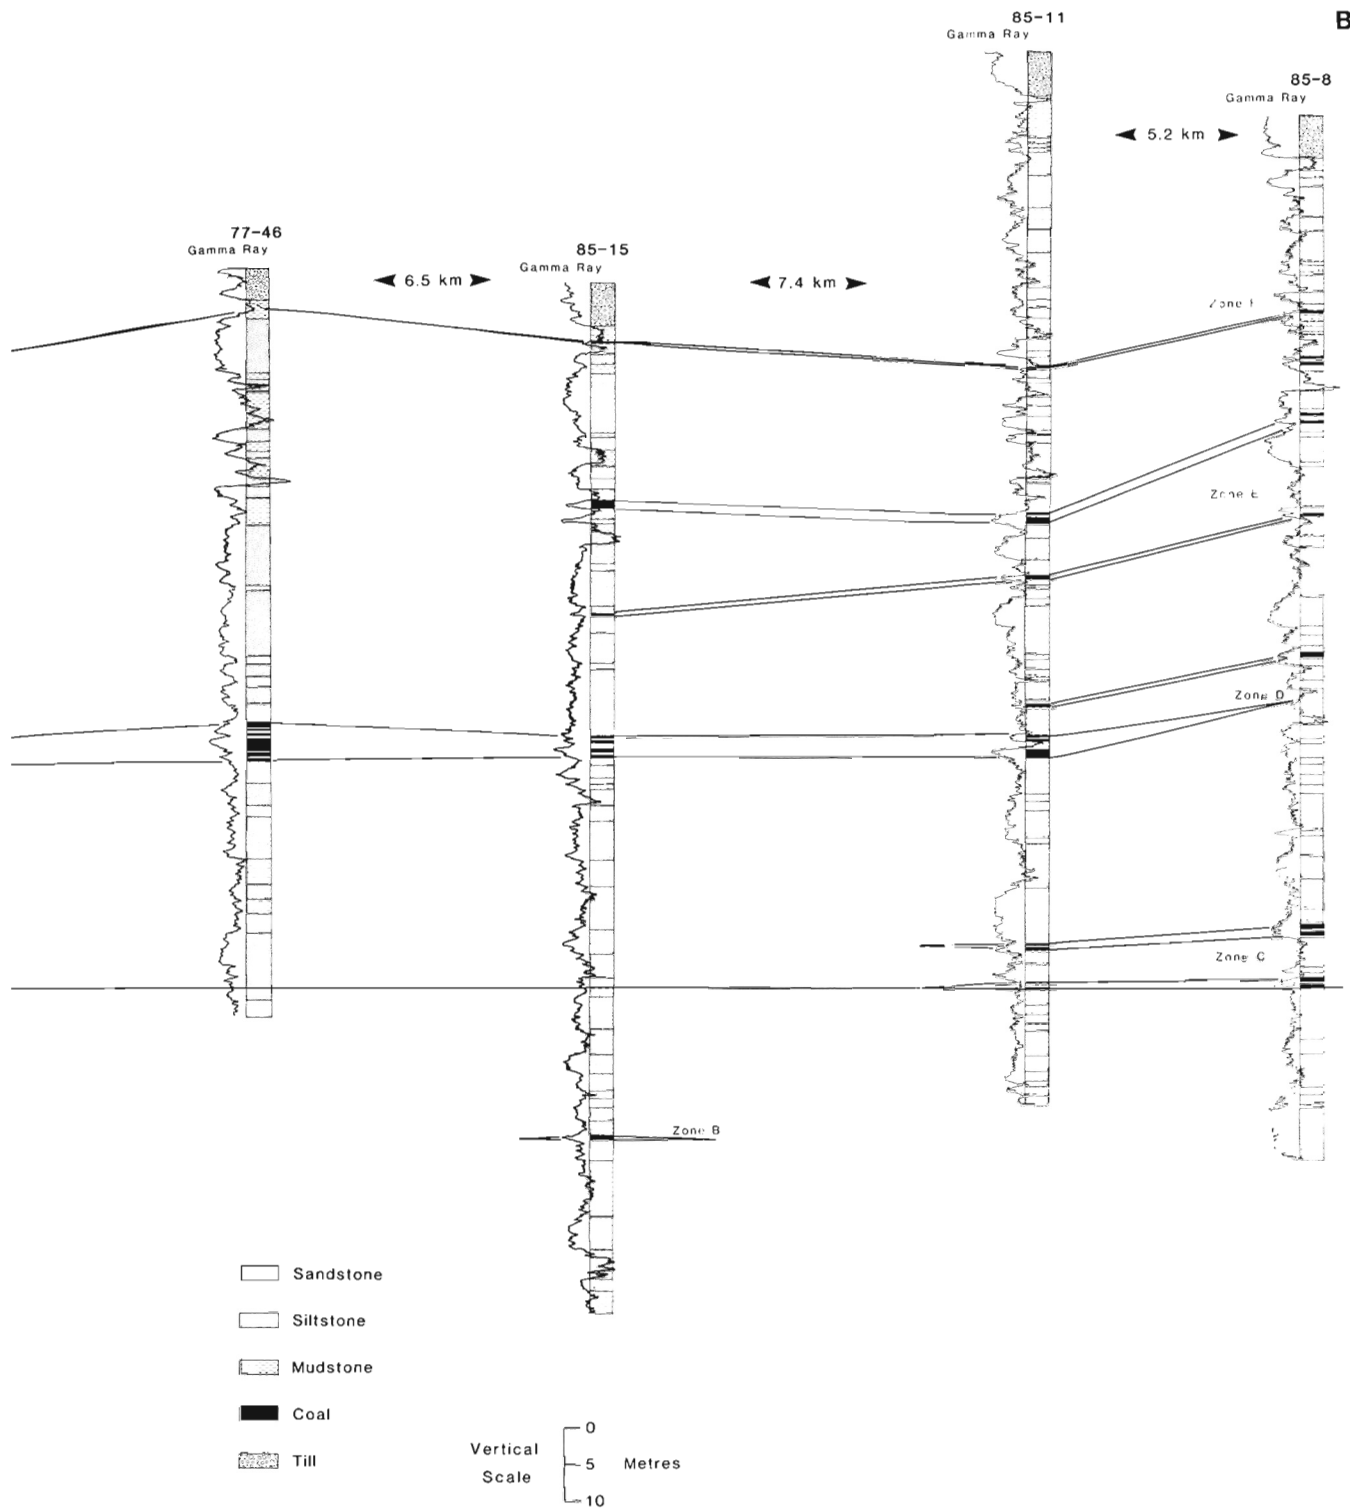 B
85-11
Gamma Ray
85-8
Gamma Ray
5.2 km
77-46
Gamma Ray
85-15
Gamma Ray
6.5 km
7.4 km
Zone
Zone E
Zone D
Zone C
Zone B
Sandstone
Siltstone
Mudstone
Coal
Till
Vertical
Scale
0
5
10
Metres